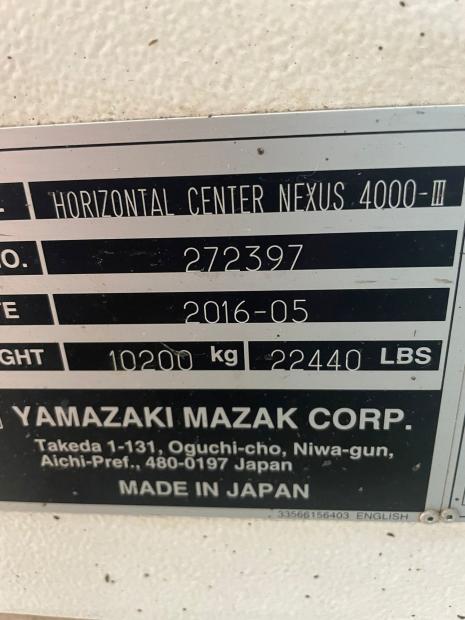 L HORIZONTAL CENTER NEXUS 4000-III
O. 272397
TE 2016-05
GHT 10200 kg 22440 LBS
YAMAZAKI MAZAK CORP.
Takeda 1-131, Oguchi-cho, Niwa-gun,
Aichi-Pref., 480-0197 Japan
MADE IN JAPAN
33566156403 ENGLISH